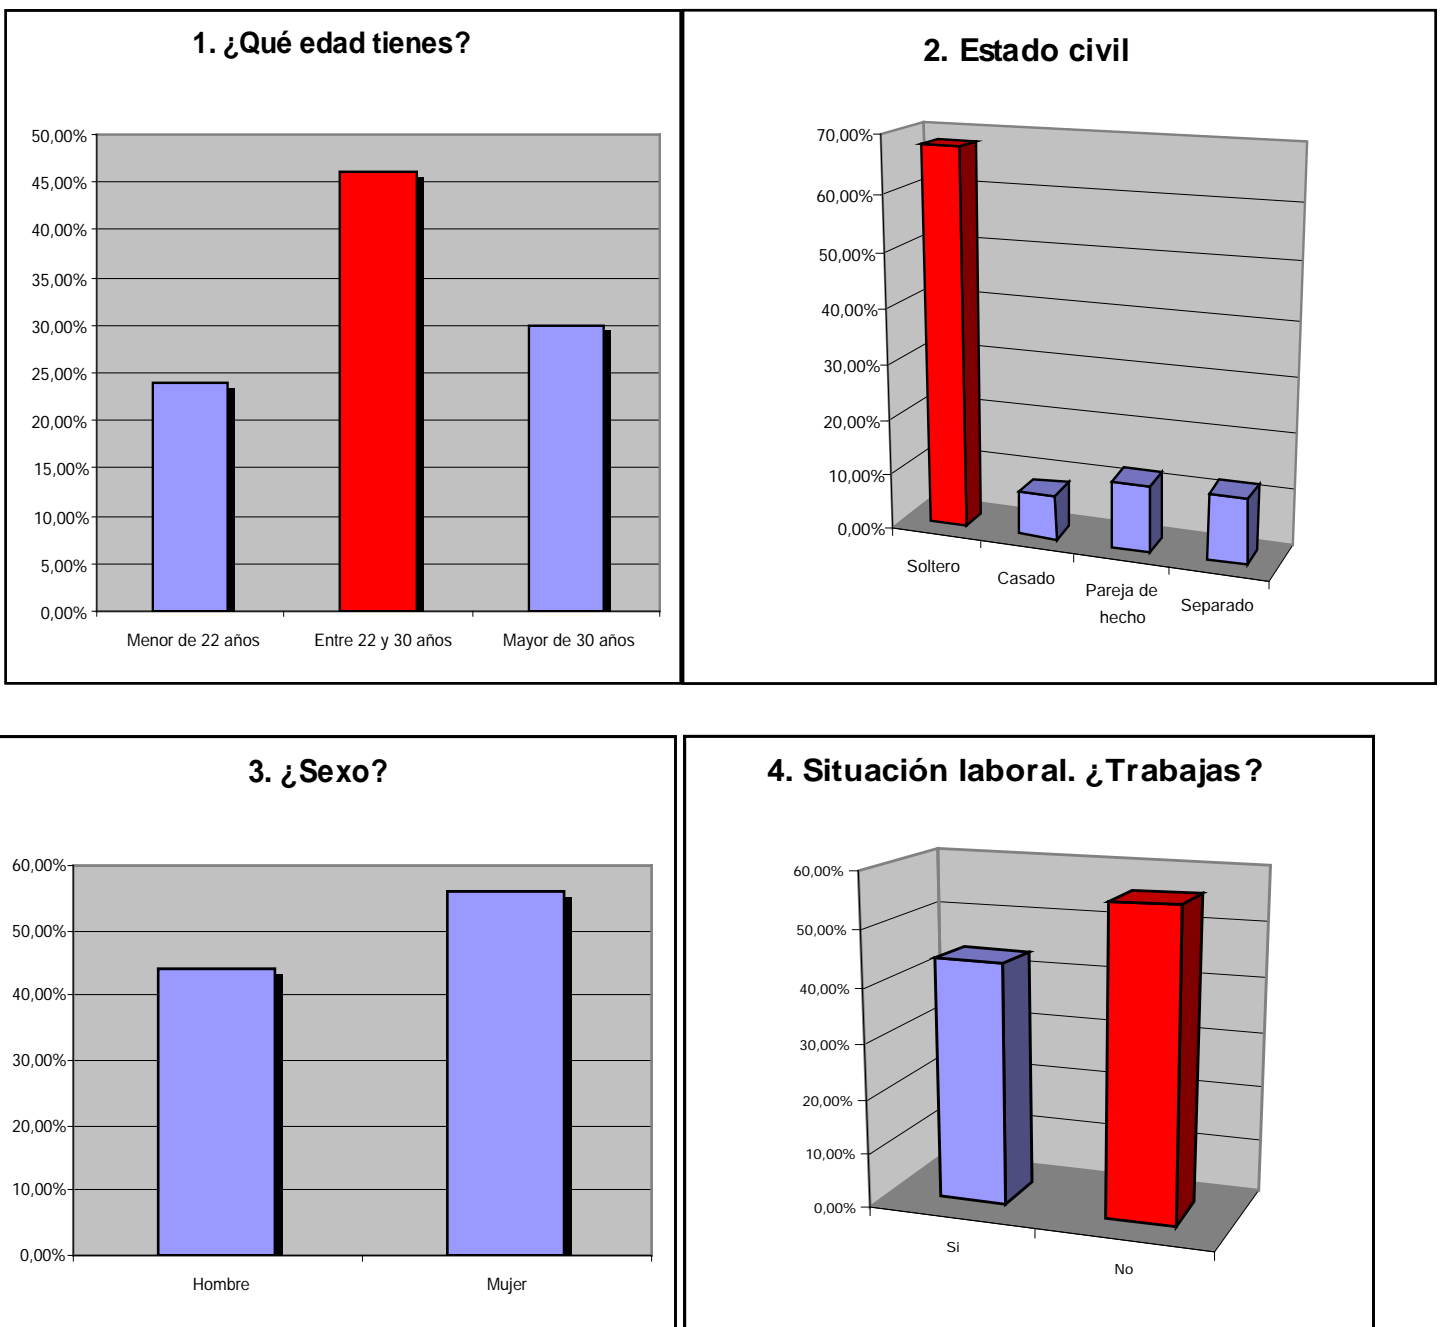 1. ¿Qué edad tienes?
50,00%
45,00%
40,00%
35,00%
30,00%
25,00%
20,00%
15,00%
10,00%
5,00%
0,00%
Menor de 22 años
Entre 22 y 30 años
Mayor de 30 años
2. Estado civil
70,00%
60,00%
50,00%
40,00%
30,00%
20,00%
10,00%
0,00%
Soltero
Casado
Pareja de
hecho
Separado
3. ¿Sexo?
60,00%
50,00%
40,00%
30,00%
20,00%
10,00%
0,00%
Hombre
Mujer
4. Situación laboral. ¿Trabajas?
60,00%
50,00%
40,00%
30,00%
20,00%
10,00%
0,00%
Si
No